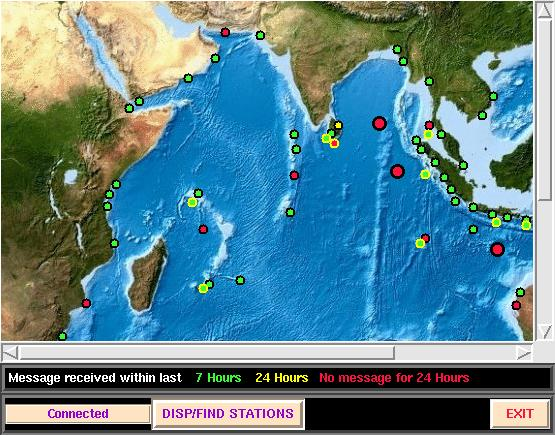 Message received within last 7 Hours 24 Hours No message for 24 Hours
Connected DISP/FIND STATIONS EXIT